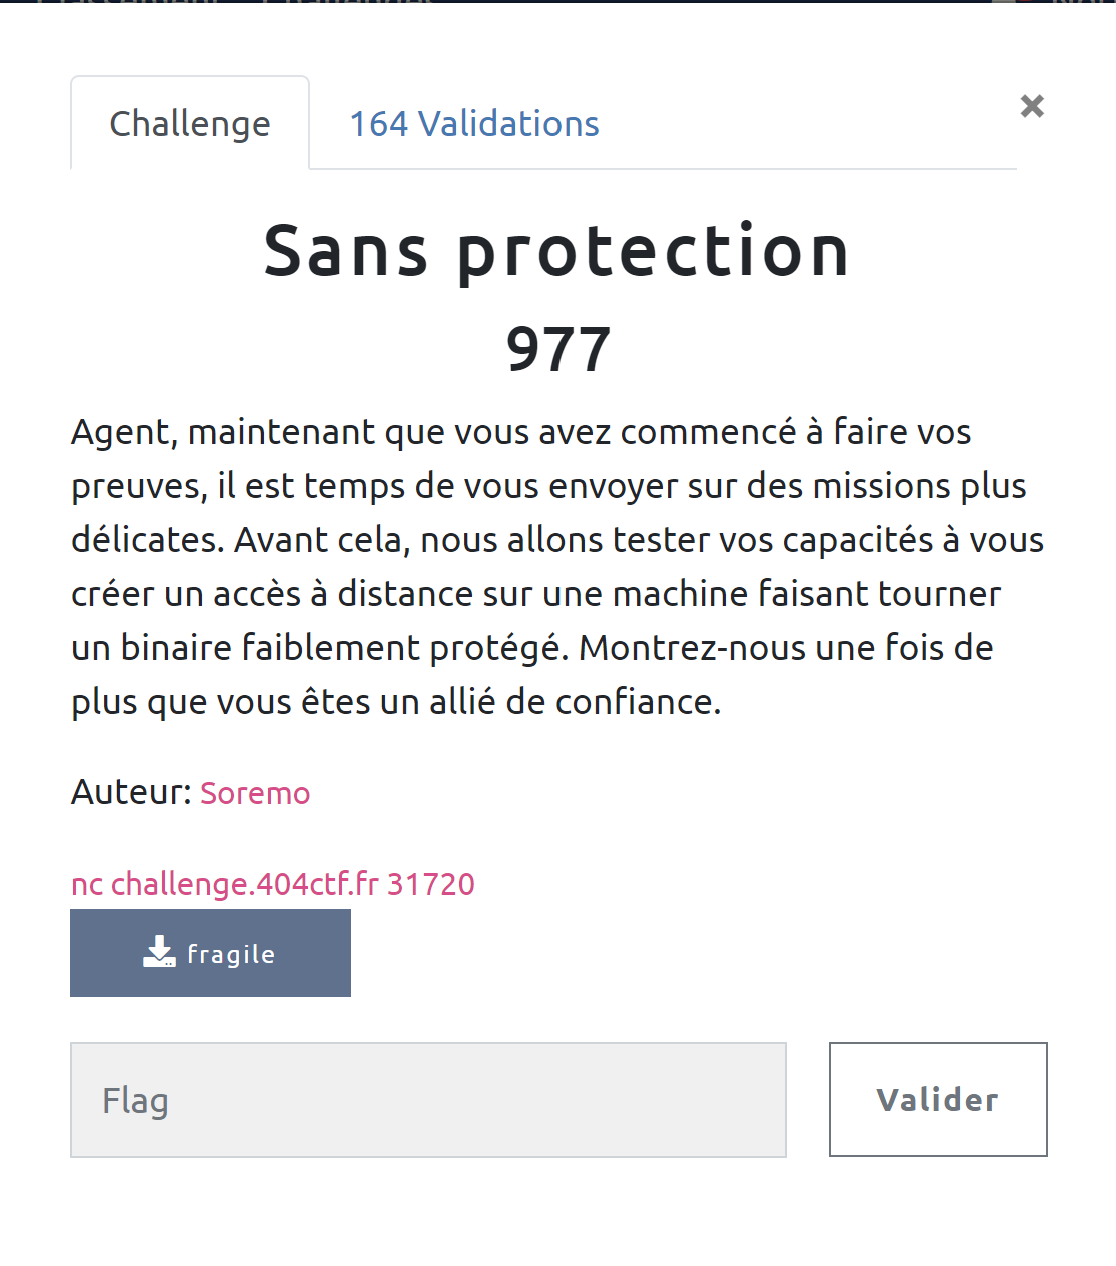 Challenge
164 Validations
×
Sans protection
977
Agent, maintenant que vous avez commencé à faire vos
preuves, il est temps de vous envoyer sur des missions plus
délicates. Avant cela, nous allons tester vos capacités à vous
créer un accès à distance sur une machine faisant tourner
un binaire faiblement protégé. Montrez-nous une fois de
plus que vous êtes un allié de confiance.
Auteur: Soremo
nc challenge.404ctf.fr 31720
fragile
Flag
Valider